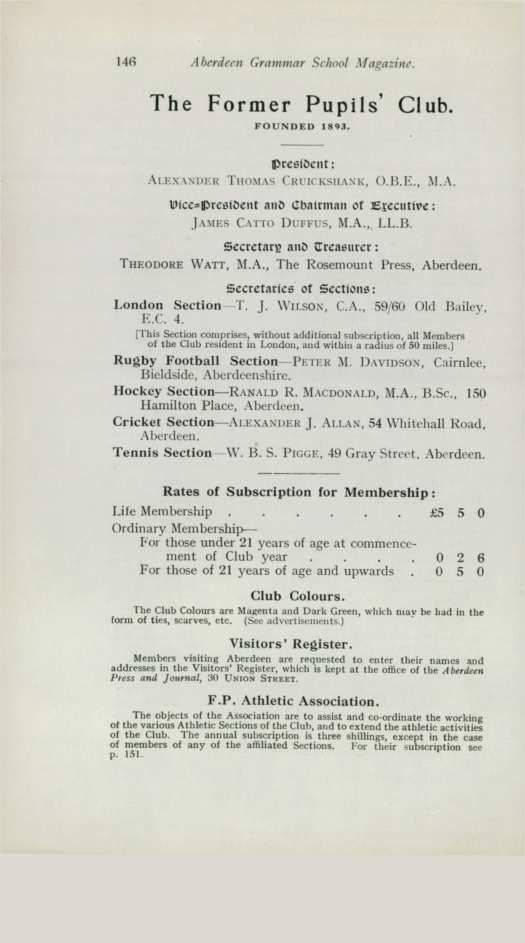 146 Aberdeen Grammar School Magazine.
The Former Pupils' Club.
FOUNDED 1893.
President:
ALEXANDER THOMAS CRUICKSHANK, O.B.E., M.A.
Vice=President and Chairman of Executive:
JAMES CATTO DUFFUS, M.A., LL.B.
Secretary and Treasurer:
THEODORE WATT, M.A., The Rosemount Press, Aberdeen.
Secretaries of Sections:
London Section—T. J. WILSON, C.A., 59/60 Old Bailey,
E.C. 4.
[This Section comprises, without additional subscription, all Members
of the Club resident in London, and within a radius of 50 miles.]
Rugby Football Section—PETER M. DAVIDSON, Cairnlee,
Bieldside, Aberdeenshire.
Hockey Section—RANALD R. MACDONALD, M.A., B.Sc., 150
Hamilton Place, Aberdeen.
Cricket Section—ALEXANDER J. ALLAN, 54 Whitehall Road,
Aberdeen.
Tennis Section—W. B. S. PIGGE, 49 Gray Street, Aberdeen.
Rates of Subscription for Membership:
Life Membership . . . . . . £5 5 0
Ordinary Membership—
For those under 21 years of age at commence-
ment of Club year . . . . 0 2 6
For those of 21 years of age and upwards . 0 5 0
Club Colours.
The Club Colours are Magenta and Dark Green, which may be had in the
form of ties, scarves, etc. (See advertisements.)
Visitors' Register.
Members visiting Aberdeen are requested to enter their names and
addresses in the Visitors' Register, which is kept at the office of the Aberdeen
Press and Journal, 30 UNION STREET.
F.P. Athletic Association.
The objects of the Association are to assist and co-ordinate the working
of the various Athletic Sections of the Club, and to extend the athletic activities
of the Club. The annual subscription is three shillings, except in the case
of members of any of the affiliated Sections. For their subscription see
p. 151.